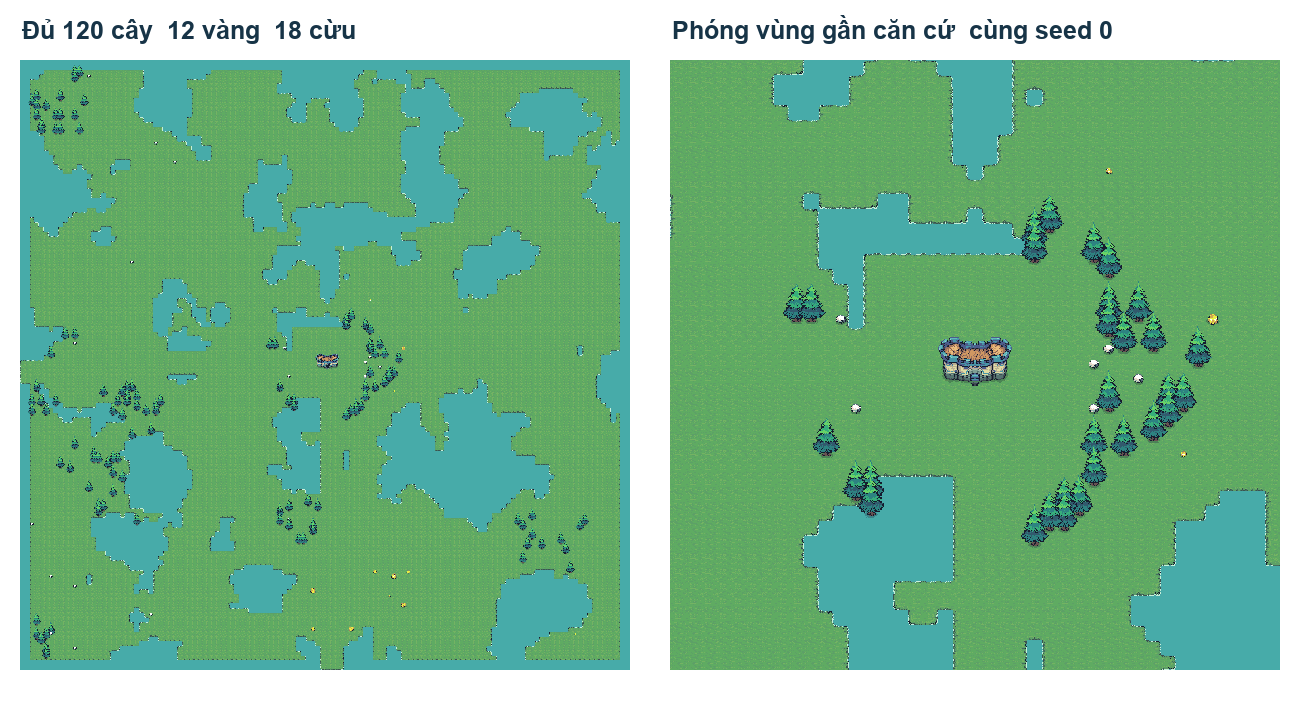 Đủ 120 cây  12 vàng  18 cừu
Phóng vùng gần căn cứ  cùng seed 0